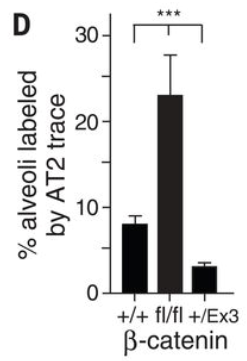 D
***
% alveoli labeled
by AT2 trace
30
20
10
0
+/+ fl/fl +/Ex3
β-catenin